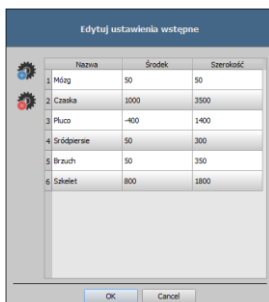 Edytuj ustawienia wstępne
Nazwa Środek Szerokość
1 Mózg 50 50
2 Czaska 1000 3500
3 Płuco -400 1400
4 Śródpiersie 50 300
5 Brzuch 50 350
6 Szkelet 800 1800
OK Cancel